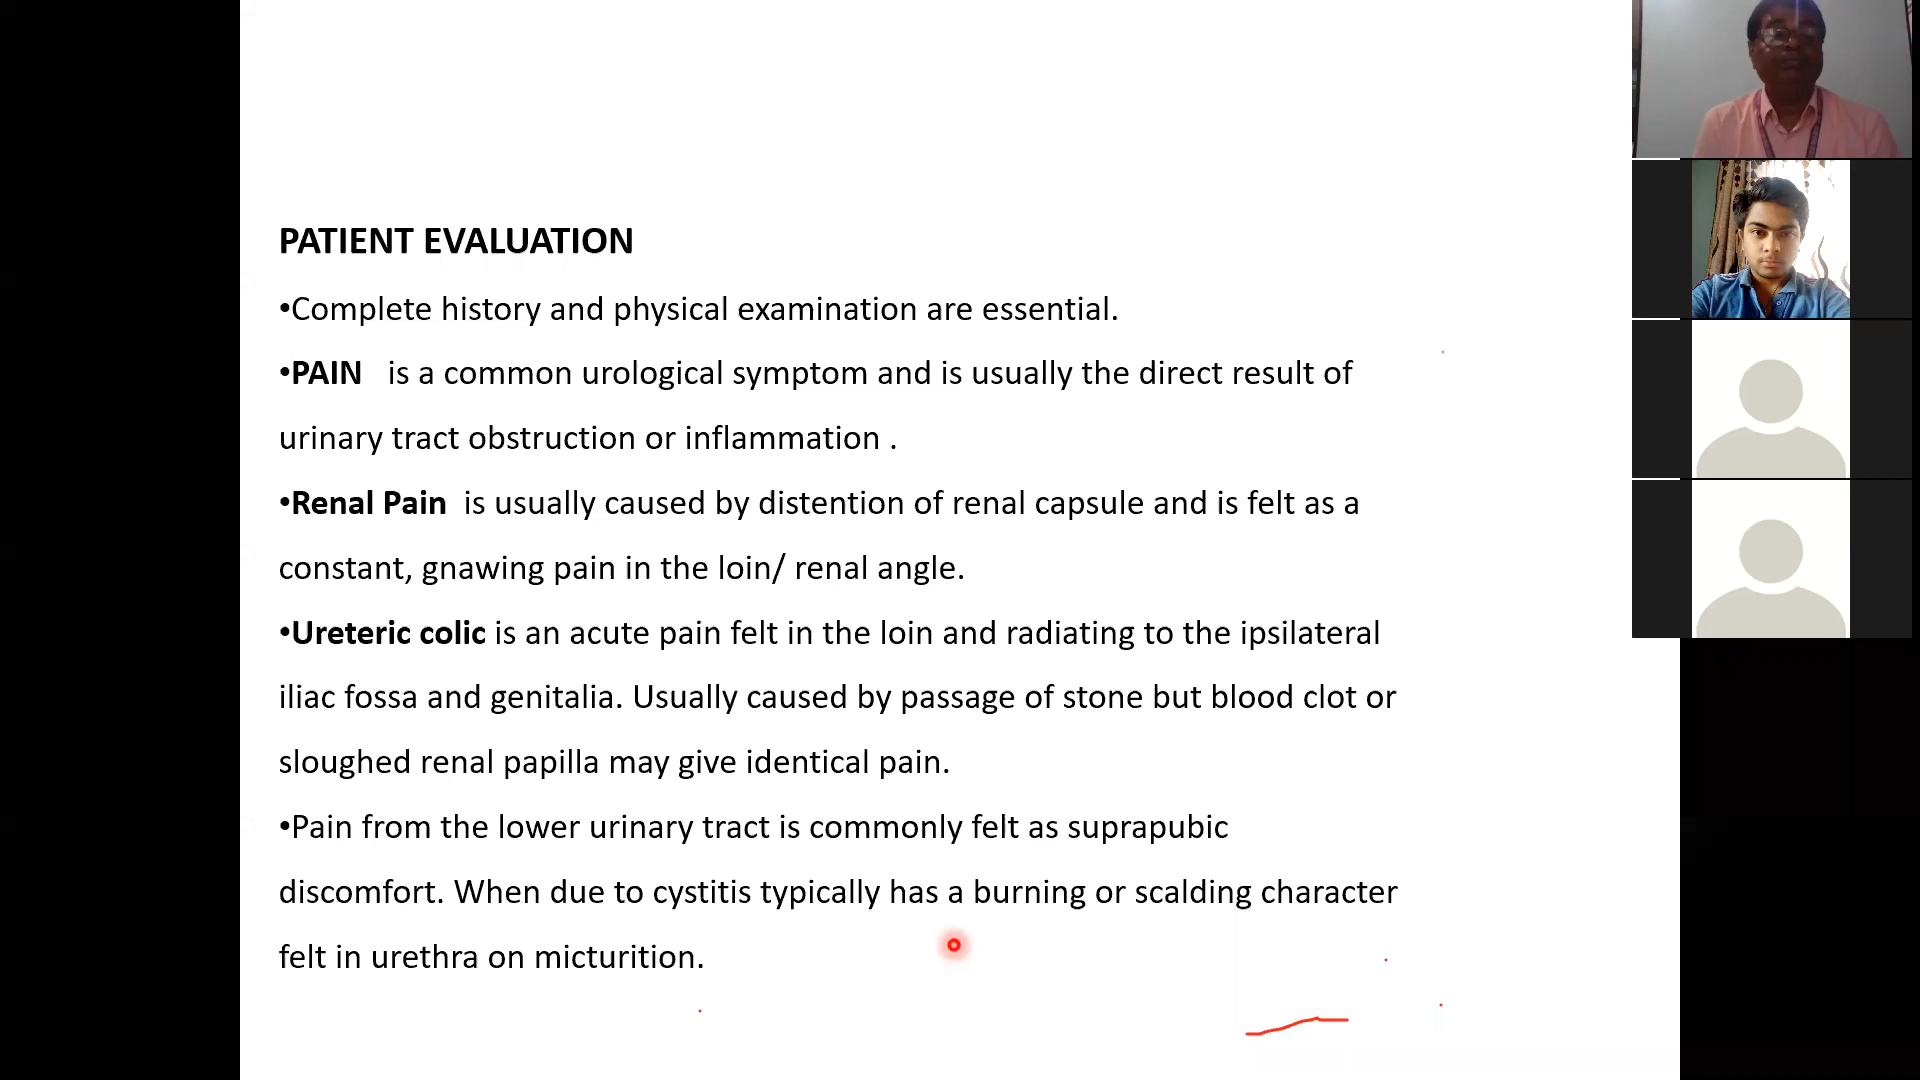 PATIENT EVALUATION
•Complete history and physical examination are essential.
•PAIN is a common urological symptom and is usually the direct result of
urinary tract obstruction or inflammation .
•Renal Pain is usually caused by distention of renal capsule and is felt as a
constant, gnawing pain in the loin/ renal angle.
•Ureteric colic is an acute pain felt in the loin and radiating to the ipsilateral
iliac fossa and genitalia. Usually caused by passage of stone but blood clot or
sloughed renal papilla may give identical pain.
•Pain from the lower urinary tract is commonly felt as suprapubic
discomfort. When due to cystitis typically has a burning or scalding character
felt in urethra on micturition.